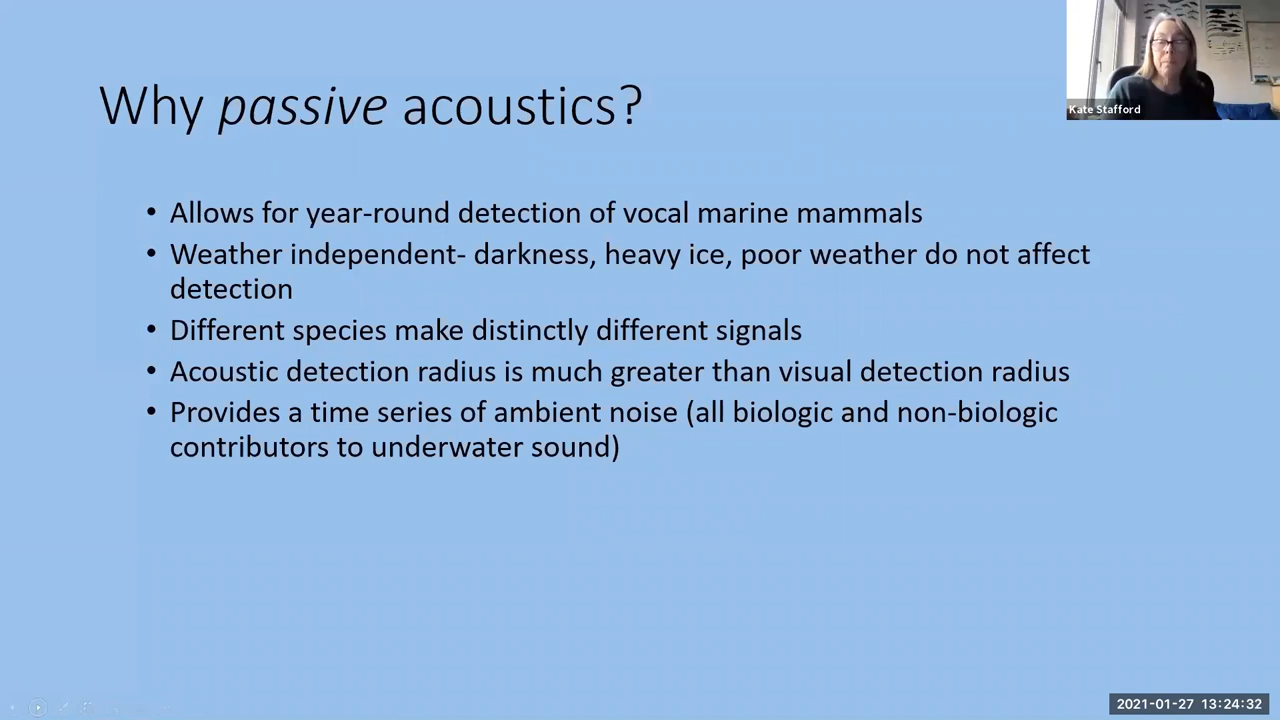 Why passive acoustics?
Kate Stafford
• Allows for year-round detection of vocal marine mammals
• Weather independent- darkness, heavy ice, poor weather do not affect
detection
• Different species make distinctly different signals
• Acoustic detection radius is much greater than visual detection radius
• Provides a time series of ambient noise (all biologic and non-biologic
contributors to underwater sound)
2021-01-27 13:24:32